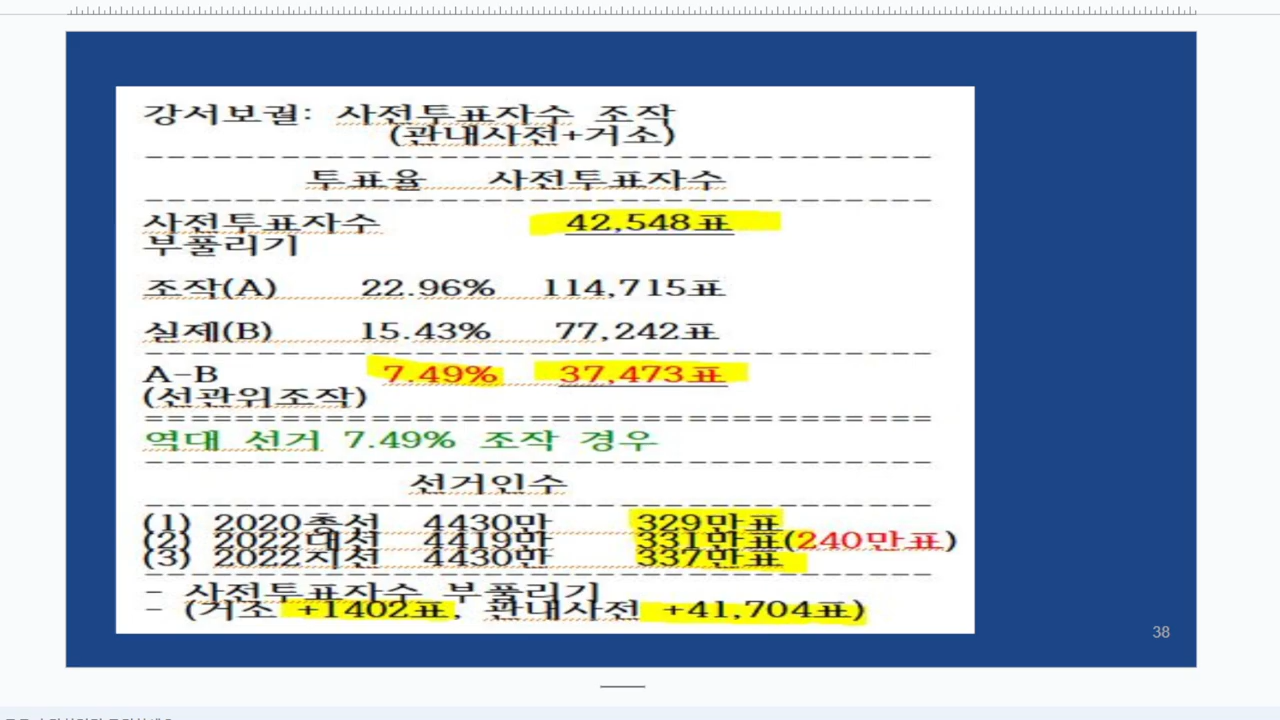 강서보궐: 사전투표자수 조작
(관내사전+거소)
투표율 사전투표자수
사전투표자수 42,548표
부풀리기
조작(A) 22.96% 114,715표
실제(B) 15.43% 77,242표
A-B 7.49% 37,473표
(선관위조작)
역대 선거 7.49% 조작 경우
선거인수
(1) 2020총선 4430만 329만표
(2) 2022대선 4419만 331만표(240만표)
(3) 2022지선 4430만 337만표
- 사전투표자수 부풀리기
- (거소 +1402표, 관내사전 +41,704표)
38